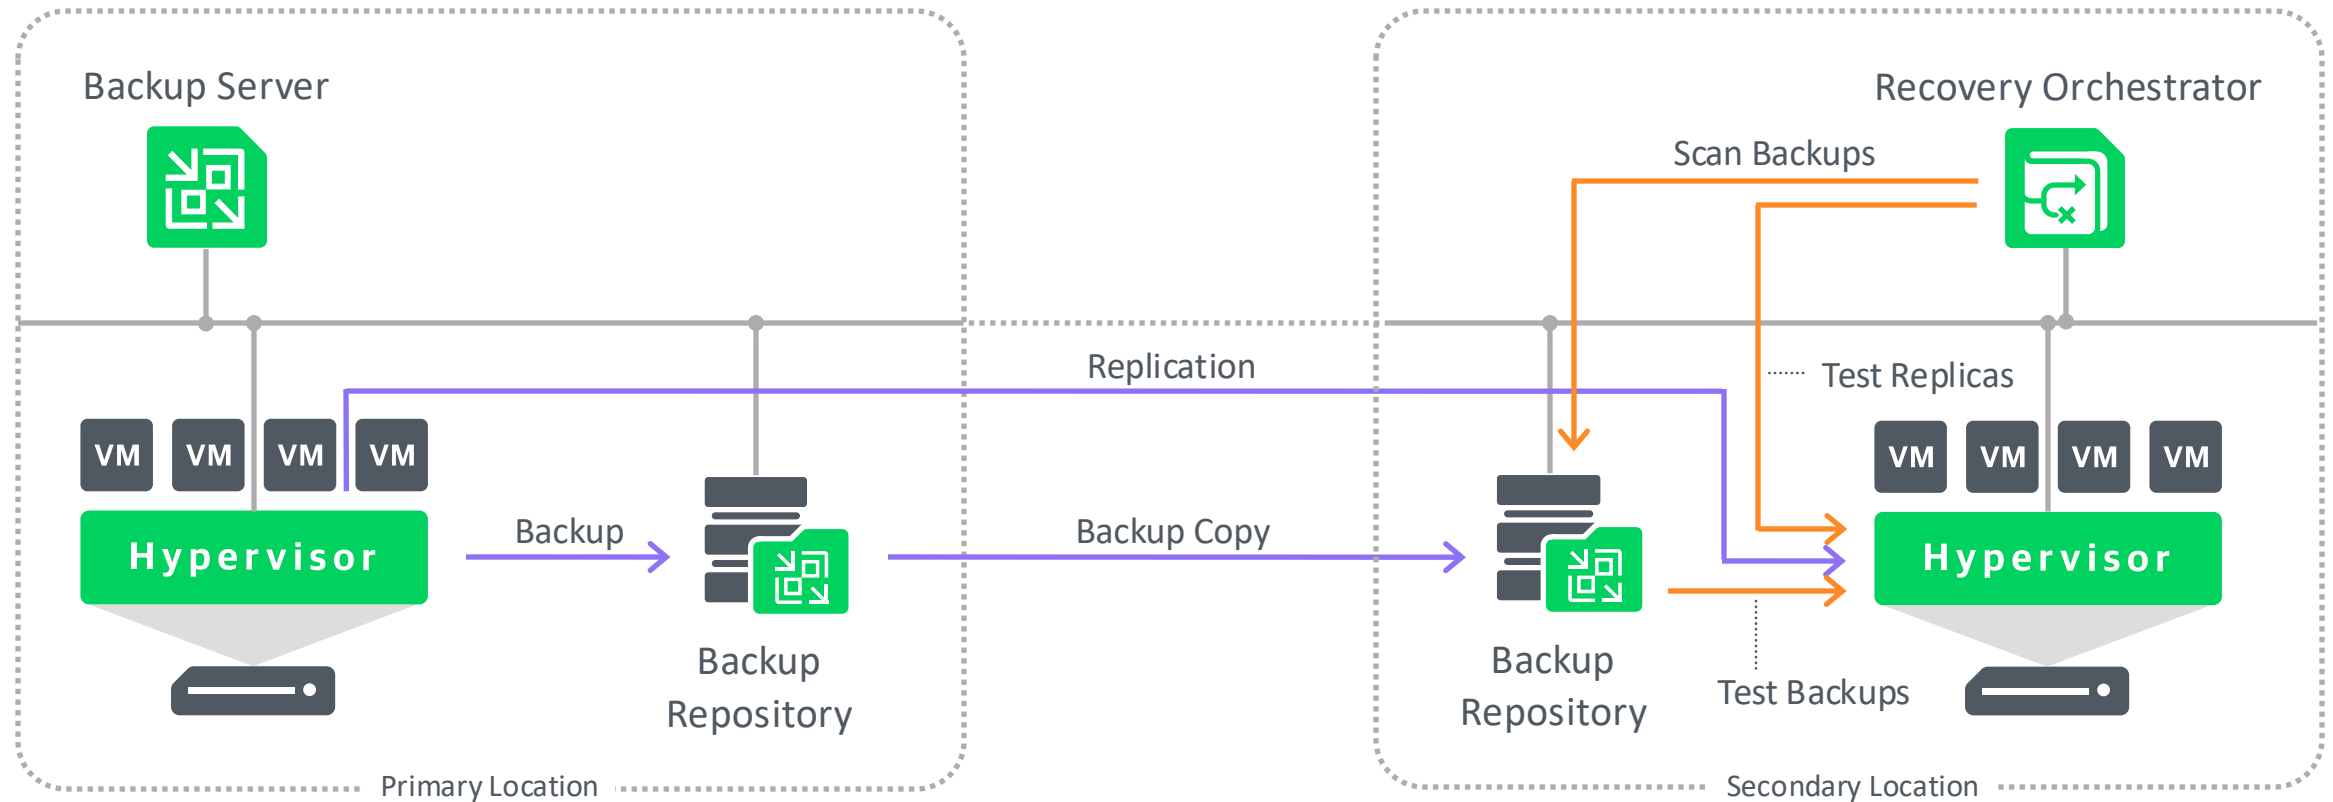 Backup Server
Recovery Orchestrator
Scan Backups
Replication
Test Replicas
VM VM VM VM
VM VM VM VM
Backup
Backup Copy
Hypervisor
Hypervisor
Backup
Repository
Backup
Repository
Test Backups
Primary Location
Secondary Location